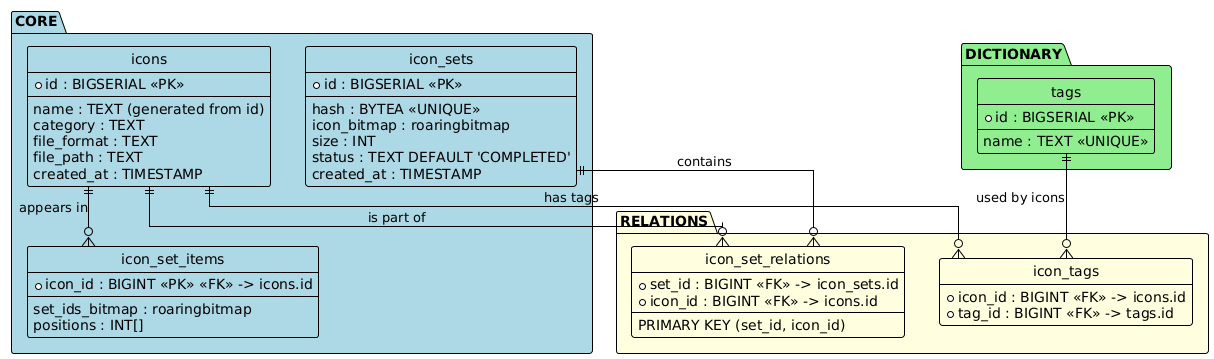 CORE
icons
id : BIGSERIAL «PK»
name : TEXT (generated from id)
category : TEXT
file_format : TEXT
file_path : TEXT
created_at : TIMESTAMP
icon_sets
id : BIGSERIAL «PK»
hash : BYTEA «UNIQUE»
icon_bitmap : roaringbitmap
size : INT
status : TEXT DEFAULT 'COMPLETED'
created_at : TIMESTAMP
DICTIONARY
tags
id : BIGSERIAL «PK»
name : TEXT «UNIQUE»
contains
appears in
has tags
used by icons
is part of
RELATIONS
icon_set_items
icon_id : BIGINT «PK» «FK» -> icons.id
set_ids_bitmap : roaringbitmap
positions : INT[]
icon_set_relations
set_id : BIGINT «FK» -> icon_sets.id
icon_id : BIGINT «FK» -> icons.id
PRIMARY KEY (set_id, icon_id)
icon_tags
icon_id : BIGINT «FK» -> icons.id
tag_id : BIGINT «FK» -> tags.id